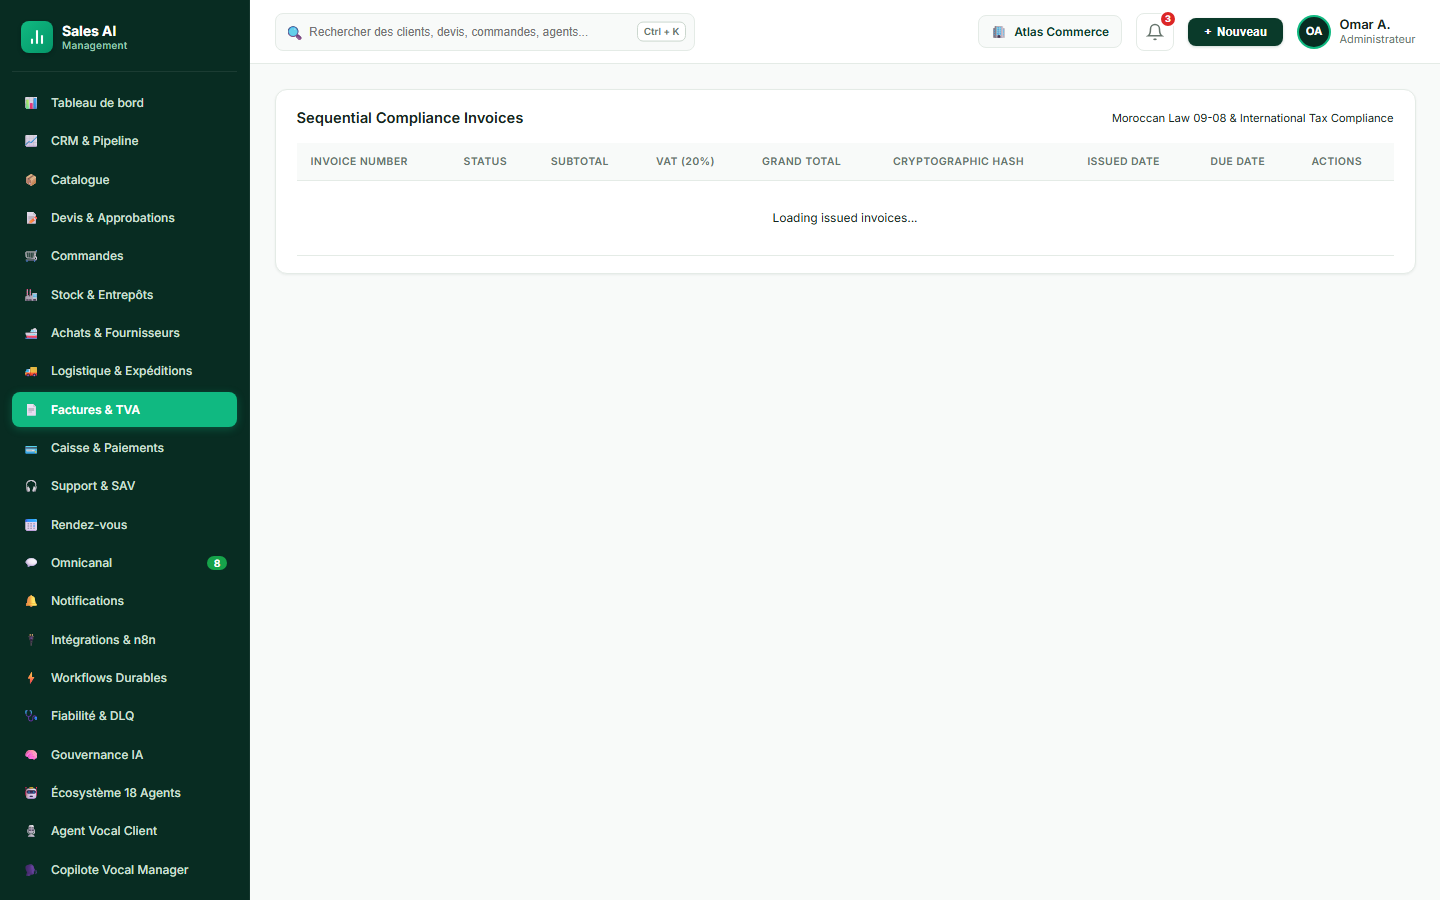 Sales AI
Management
Tableau de bord
CRM & Pipeline
Catalogue
Devis & Approbations
Commandes
Stock & Entrepôts
Achats & Fournisseurs
Logistique & Expéditions
Factures & TVA
Caisse & Paiements
Support & SAV
Rendez-vous
Omnicanal 8
Notifications
Intégrations & n8n
Workflows Durables
Fiabilité & DLQ
Gouvernance IA
Écosystème 18 Agents
Agent Vocal Client
Copilote Vocal Manager
Rechercher des clients, devis, commandes, agents... Ctrl + K
Atlas Commerce
3
+ Nouveau
OA
Omar A.
Administrateur
Sequential Compliance Invoices
Moroccan Law 09-08 & International Tax Compliance
INVOICE NUMBER STATUS SUBTOTAL VAT (20%) GRAND TOTAL CRYPTOGRAPHIC HASH ISSUED DATE DUE DATE ACTIONS
Loading issued invoices...